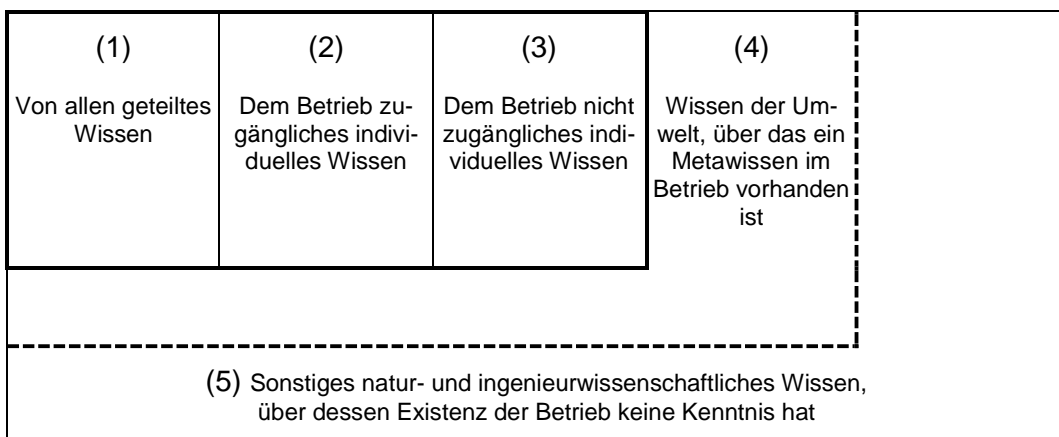 (1)
Von allen geteiltes
Wissen
(2)
Dem Betrieb zu-
gängliches indivi-
duelles Wissen
(3)
Dem Betrieb nicht
zugängliches indi-
viduelles Wissen
(4)
Wissen der Um-
welt, über das ein
Metawissen im
Betrieb vorhanden
ist
(5) Sonstiges natur- und ingenieurwissenschaftliches Wissen,
über dessen Existenz der Betrieb keine Kenntnis hat